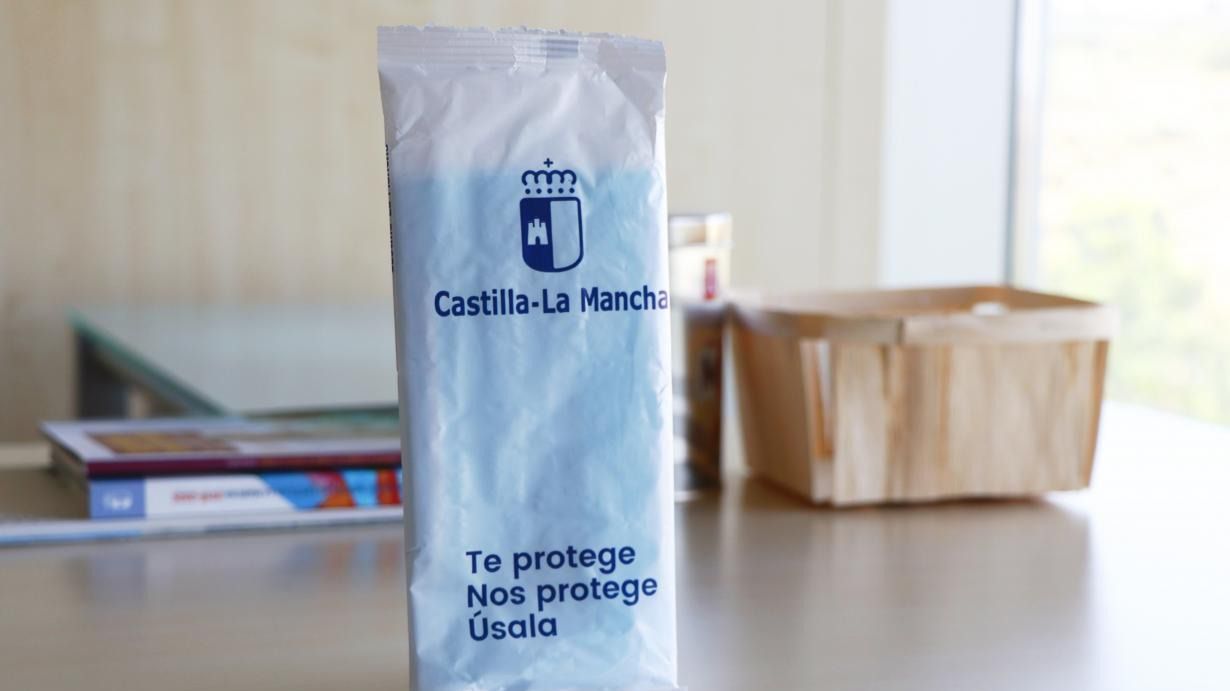 Castilla-La Mancha
Te protege
Nos protege
Úsala